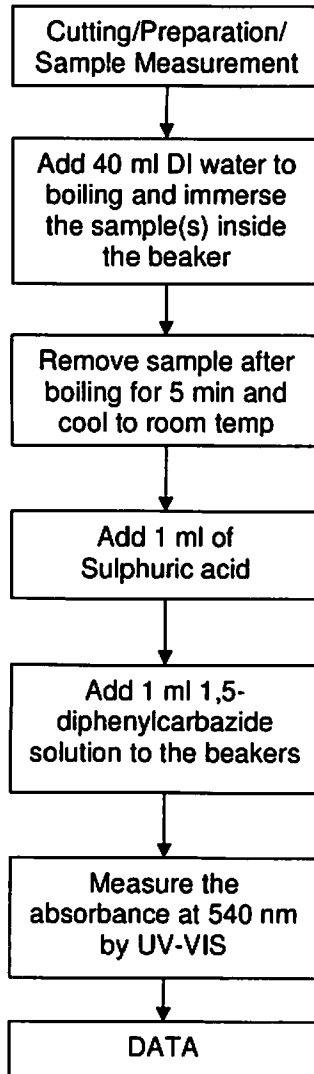 Cutting/Preparation/
Sample Measurement
Add 40 ml DI water to
boiling and immerse
the sample(s) inside
the beaker
Remove sample after
boiling for 5 min and
cool to room temp
Add 1 ml of
Sulphuric acid
Add 1 ml 1,5-
diphenylcarbazide
solution to the beakers
Measure the
absorbance at 540 nm
by UV-VIS
DATA